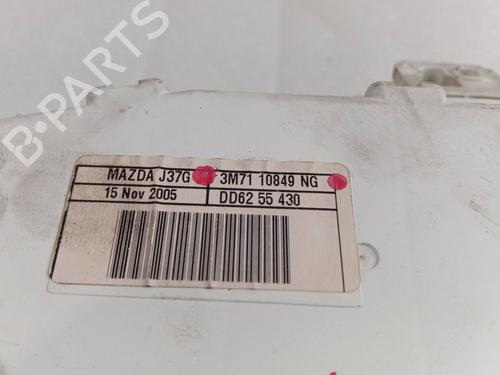 B-PARTS
MAZDA J37G 3M71 10849 NG
15 Nov 2005 DD62 55 430